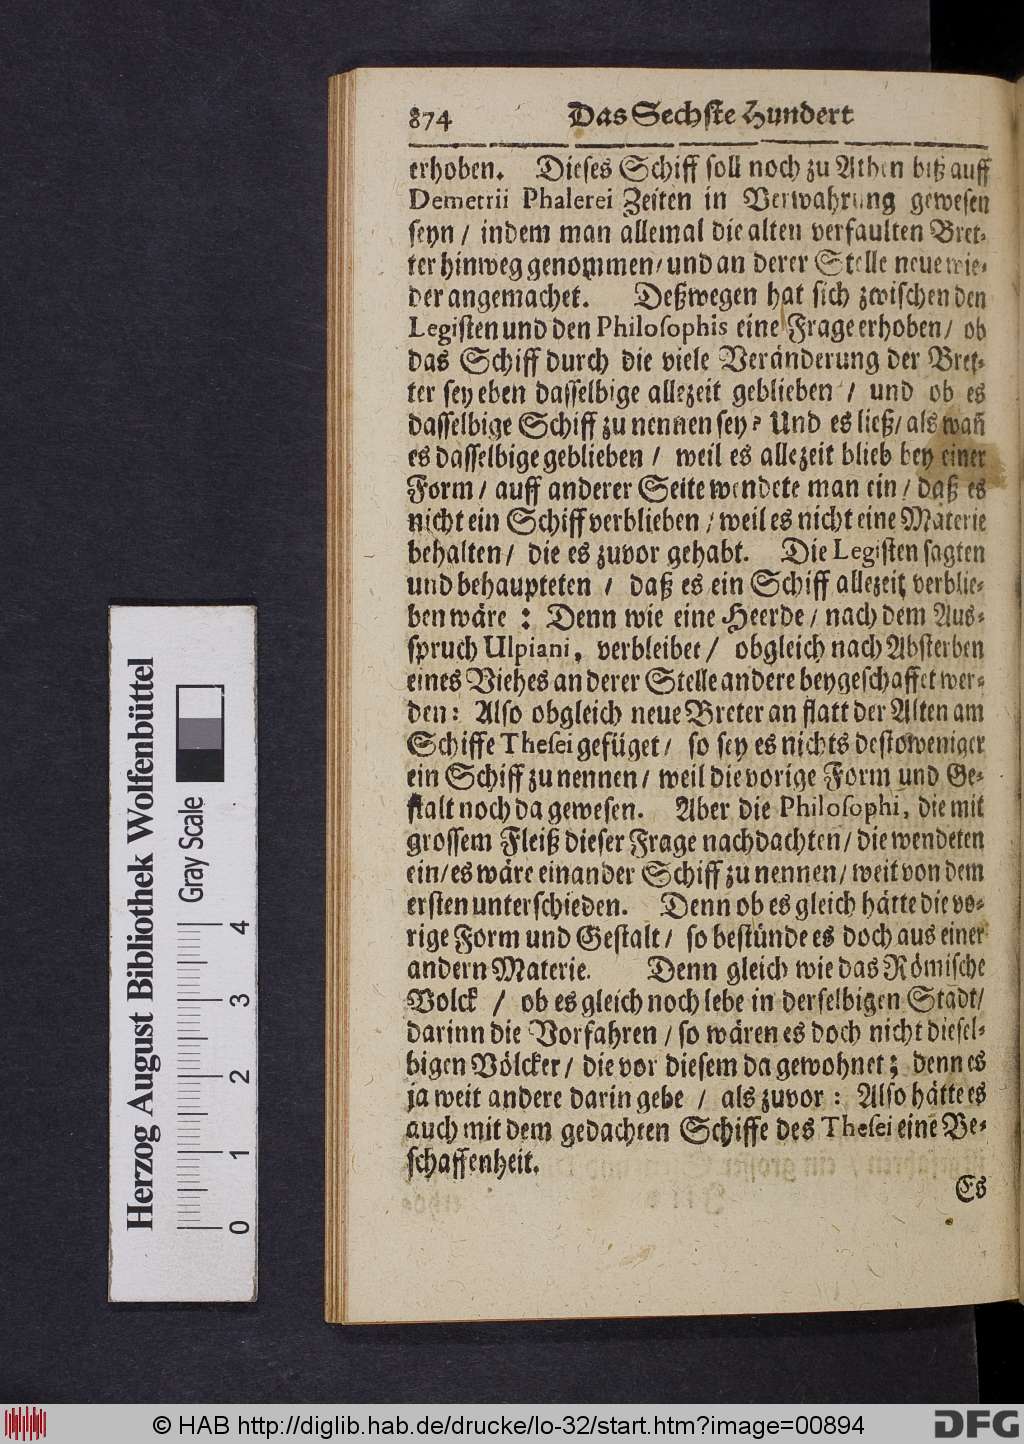 874 Das Sechste Hundert
erhoben. Dieses Schiff soll noch zu Athen biß auff
Demetrii Phalerei Zeiten in Verwahrung gewesen
seyn / indem man allemal die alten verfaulten Bret-
ter hinweg genommen / und an derer Stelle neue wie-
der angemachet. Deßwegen hat sich zwischen den
Legisten und den Philosophis eine Frage erhoben / ob
das Schiff durch die viele Veränderung der Bret-
ter sey eben dasselbige allezeit geblieben / und ob es
dasselbige Schiff zu nennen sey? Und es ließ / als wañ
es dasselbige geblieben / weil es allezeit blieb bey einer
Form / auff anderer Seite wendete man ein / daß es
nicht ein Schiff verblieben / weil es nicht eine Materie
behalten / die es zuvor gehabt. Die Legisten sagten
und behaupteten / daß es ein Schiff allezeit verblie-
ben wäre : Denn wie eine Heerde / nach dem Aus-
spruch Ulpiani, verbleibet / obgleich nach Absterben
eines Viehes an derer Stelle andere beygeschaffet wer-
den : Also obgleich neue Breter an statt der Alten am
Schiffe Thesei gefüget / so sey es nichts destoweniger
ein Schiff zu nennen / weil die vorige Form und Ge-
stalt noch da gewesen. Aber die Philosophi, die mit
grossem Fleiß dieser Frage nachdachten / die wendeten
ein / es wäre ein ander Schiff zu nennen / weit von dem
ersten unterschieden. Denn ob es gleich hätte die vo-
rige Form und Gestalt / so bestünde es doch aus einer
andern Materie. Denn gleich wie das Römische
Volck / ob es gleich noch lebe in derselbigen Stadt /
darinn die Vorfahren / so wären es doch nicht diesel-
bigen Völcker / die vor diesem da gewohnet ; denn es
ja weit andere darin gebe / als zuvor : Also hätte es
auch mit dem gedachten Schiffe des Thesei eine Be-
schaffenheit.
Es
Herzog August Bibliothek Wolfenbüttel
Gray Scale
0 1 2 3 4
© HAB http://diglib.hab.de/drucke/lo-32/start.htm?image=00894
DFG